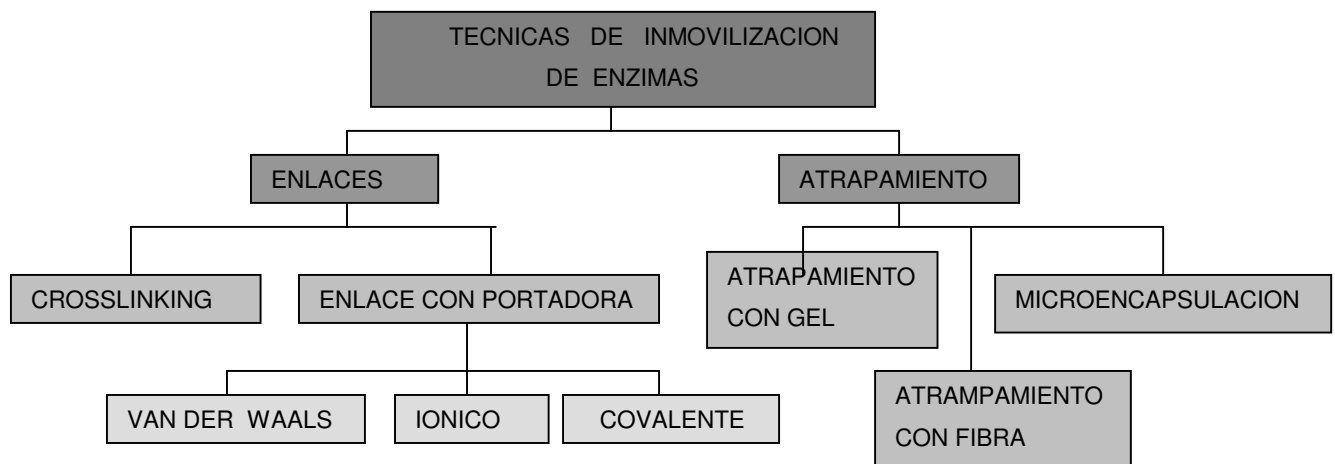 TECNICAS DE INMOVILIZACION
DE ENZIMAS
ENLACES
ATRAPAMIENTO
CROSSLINKING
ENLACE CON PORTADORA
ATRAPAMIENTO
CON GEL
MICROENCAPSULACION
VAN DER WAALS
IONICO
COVALENTE
ATRAMPAMIENTO
CON FIBRA